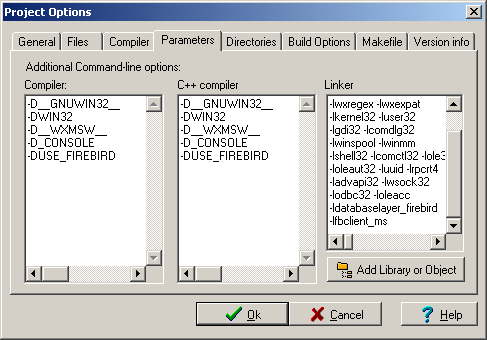 Project Options
General Files Compiler Parameters Directories Build Options Makefile Version info
Additional Command-line options:
Compiler: C++ compiler Linker
-D__GNUWIN32__
-DWIN32
-D__WXMSW__
-D_CONSOLE
-DUSE_FIREBIRD
-D__GNUWIN32__
-DWIN32
-D__WXMSW__
-D_CONSOLE
-DUSE_FIREBIRD
-lwxregex -lwxexpat
-lkernel32 -luser32
-lgdi32 -lcomdlg32
-lwinspool -lwinmm
-lshell32 -lcomctl32 -lole3
-loleaut32 -luuid -lrpcrt4
-ladvapi32 -lwsock32
-lodbc32 -loleacc
-ldatabaselayer_firebird
-lfbclient_ms
Add Library or Object
Ok Cancel Help